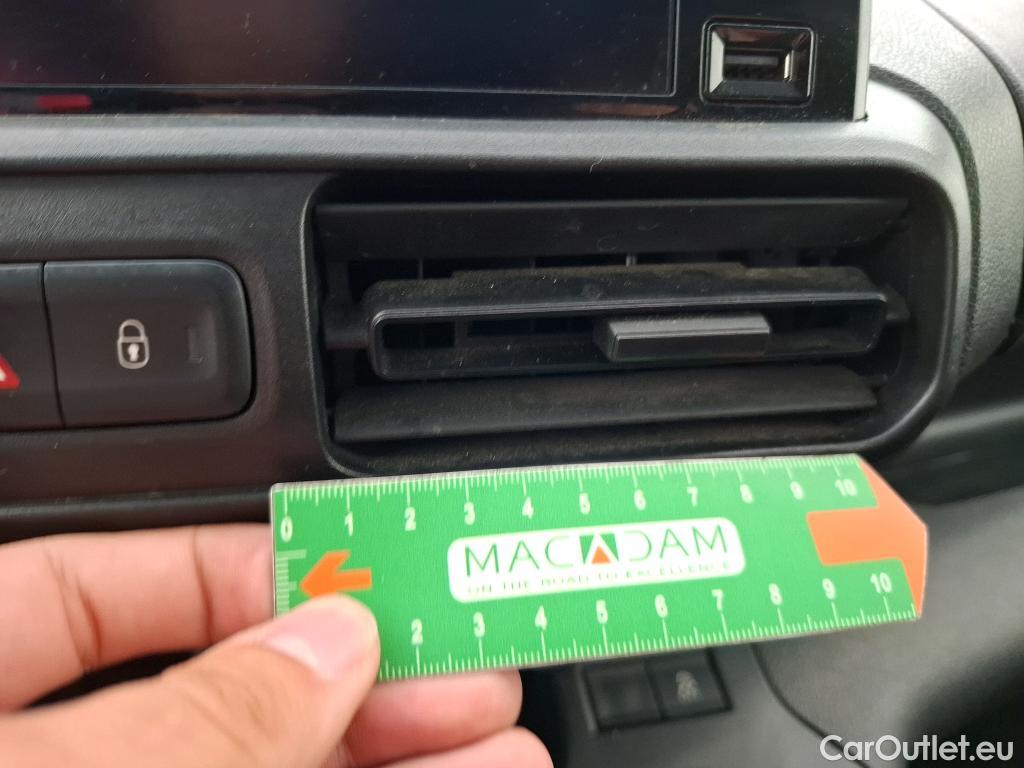 0 1 2 3 4 5 6 7 8 9 10
MACADAM
ON THE ROAD TO EXCELLENCE
2 3 4 5 6 7 8 9 10
CarOutlet.eu